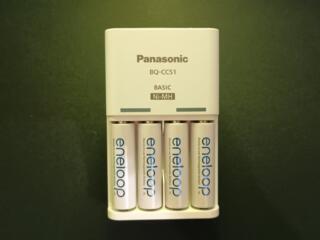 Panasonic
BQ-CC51
BASIC
Ni-MH
eneloop
eneloop
eneloop
eneloop